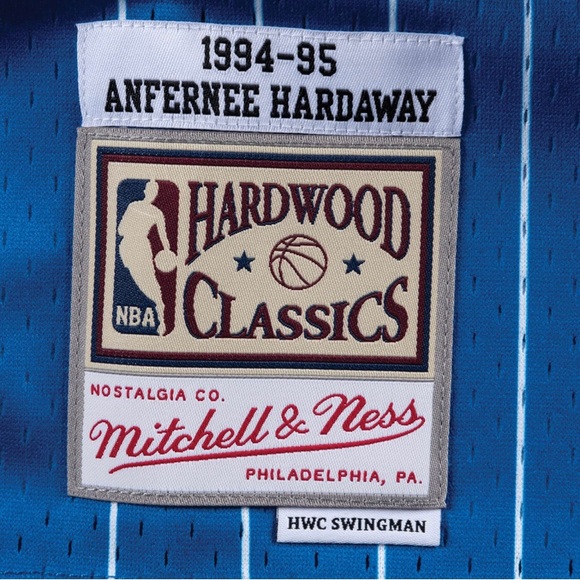 1994-95
ANFERNEE HARDAWAY
HARDWOOD
NBA
CLASSICS
NOSTALGIA CO.
Mitchell & Ness
PHILADELPHIA, PA.
HWC SWINGMAN